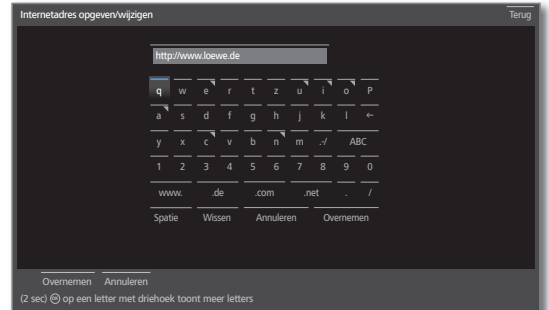 Internetadres opgeven/wijzigen Terug
http://www.loewe.de
q w e r t z u i o P
a s d f g h j k l ←
y x c v b n m .-/ ABC
1 2 3 4 5 6 7 8 9 0
www. .de .com .net . /
Spatie Wissen Annuleren Overnemen
Overnemen Annuleren
(2 sec) OK op een letter met driehoek toont meer letters